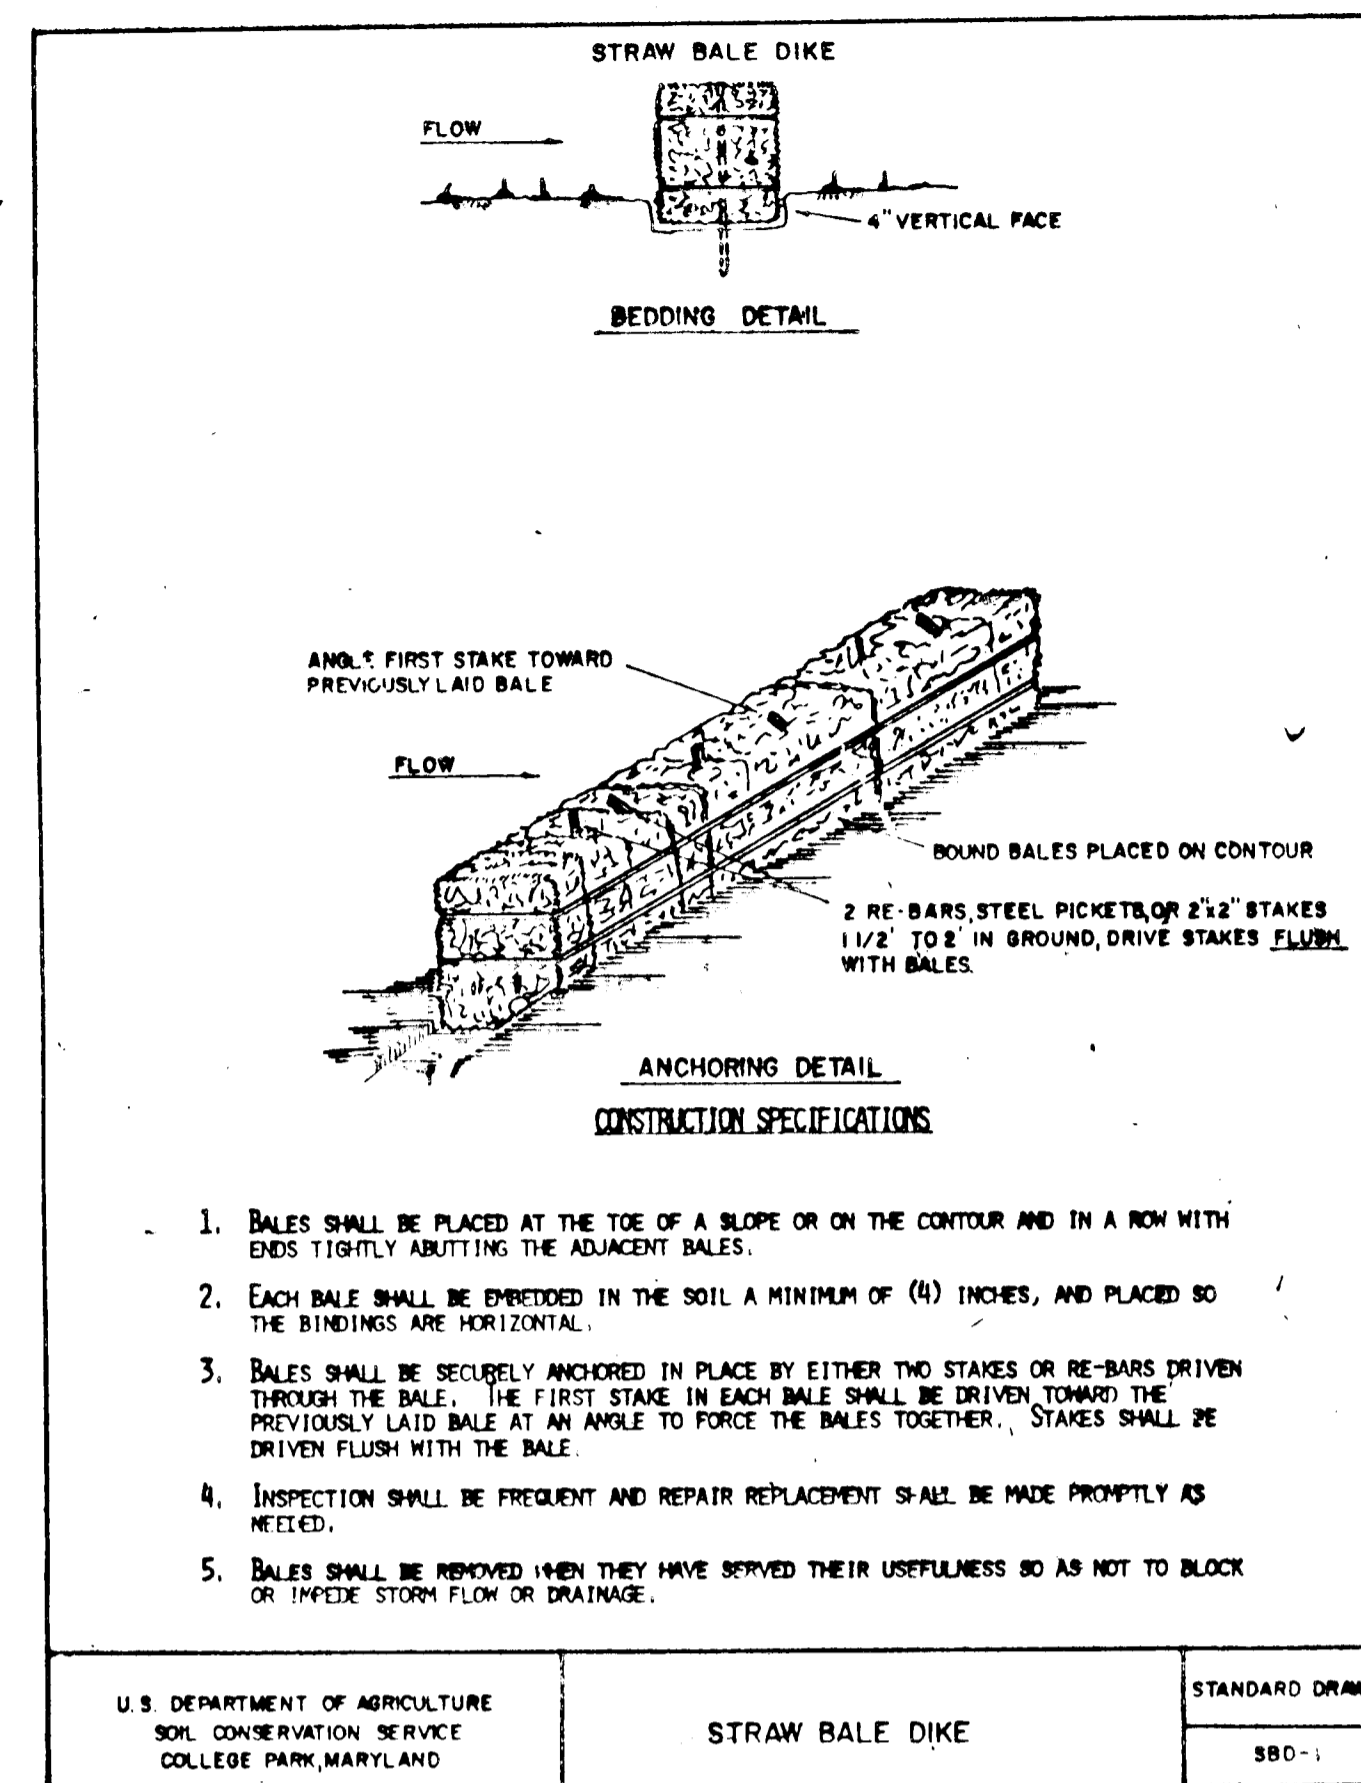 STRAW BALE DIKE
FLOW
4" VERTICAL FACE
BEDDING DETAIL
ANGLE FIRST STAKE TOWARD
PREVIOUSLY LAID BALE
FLOW
BOUND BALES PLACED ON CONTOUR
2 RE-BARS, STEEL PICKETS, OR 2"x2" STAKES
1 1/2' TO 2' IN GROUND, DRIVE STAKES FLUSH
WITH BALES.
ANCHORING DETAIL
CONSTRUCTION SPECIFICATIONS
1. BALES SHALL BE PLACED AT THE TOE OF A SLOPE OR ON THE CONTOUR AND IN A ROW WITH
ENDS TIGHTLY ABUTTING THE ADJACENT BALES.
2. EACH BALE SHALL BE EMBEDDED IN THE SOIL A MINIMUM OF (4) INCHES, AND PLACED SO
THE BINDINGS ARE HORIZONTAL.
3. BALES SHALL BE SECURELY ANCHORED IN PLACE BY EITHER TWO STAKES OR RE-BARS DRIVEN
THROUGH THE BALE. THE FIRST STAKE IN EACH BALE SHALL BE DRIVEN TOWARD THE
PREVIOUSLY LAID BALE AT AN ANGLE TO FORCE THE BALES TOGETHER. STAKES SHALL BE
DRIVEN FLUSH WITH THE BALE.
4. INSPECTION SHALL BE FREQUENT AND REPAIR REPLACEMENT SHALL BE MADE PROMPTLY AS
NEEDED.
5. BALES SHALL BE REMOVED WHEN THEY HAVE SERVED THEIR USEFULNESS SO AS NOT TO BLOCK
OR IMPEDE STORM FLOW OR DRAINAGE.
U.S. DEPARTMENT OF AGRICULTURE
SOIL CONSERVATION SERVICE
COLLEGE PARK, MARYLAND
STRAW BALE DIKE
STANDARD DRAW
SBD-1